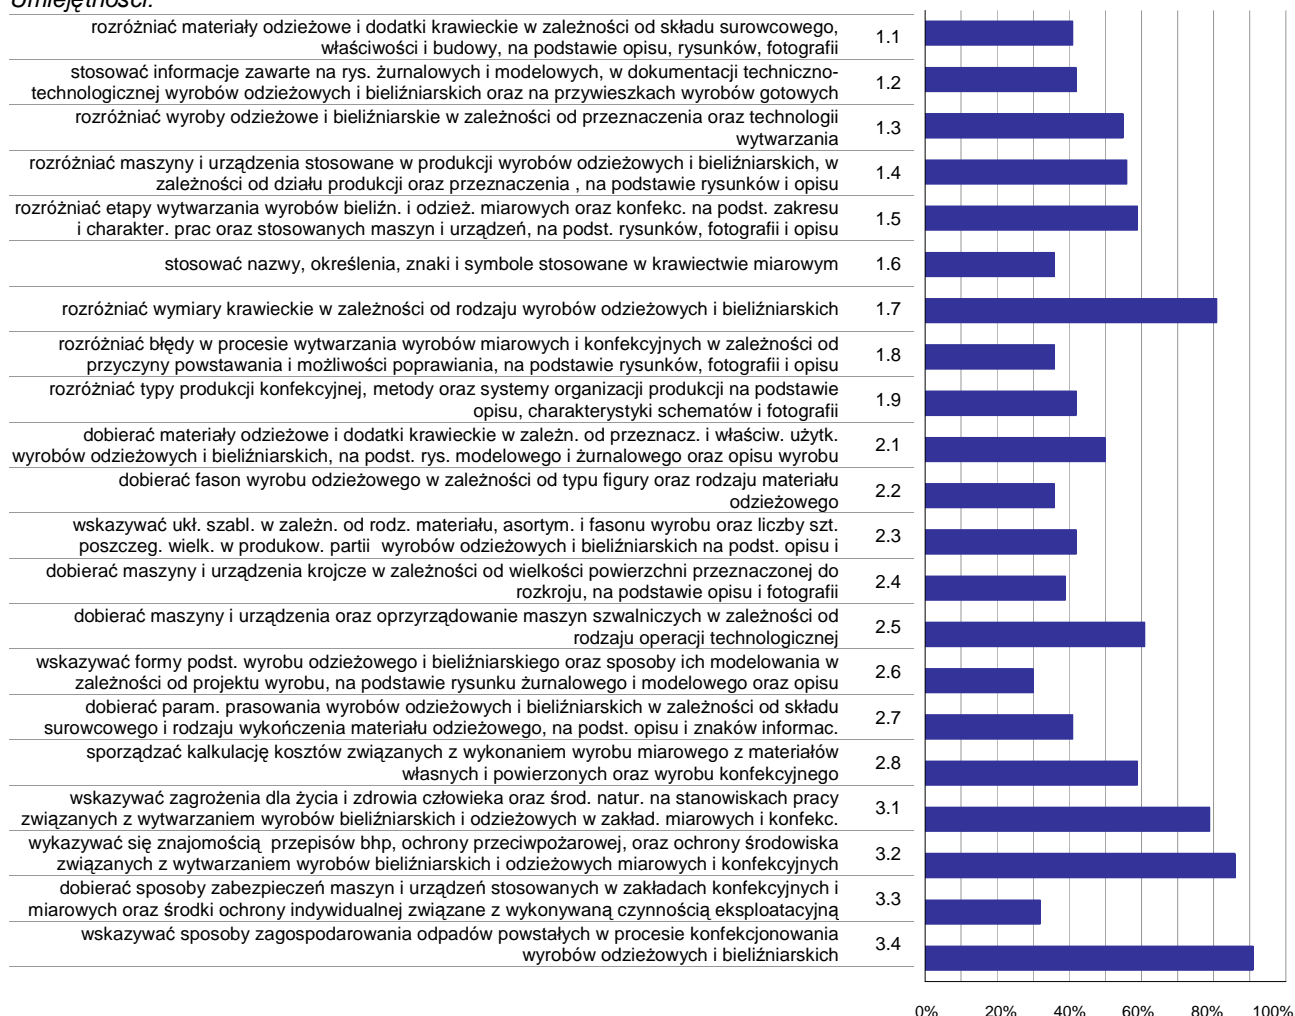 Umiejętności:
rozróżniać materiały odzieżowe i dodatki krawieckie w zależności od składu surowcowego,
właściwości i budowy, na podstawie opisu, rysunków, fotografii
1.1
stosować informacje zawarte na rys. żurnalowych i modelowych, w dokumentacji techniczno-
technologicznej wyrobów odzieżowych i bieliźniarskich oraz na przywieszkach wyrobów gotowych
1.2
rozróżniać wyroby odzieżowe i bieliźniarskie w zależności od przeznaczenia oraz technologii
wytwarzania
1.3
rozróżniać maszyny i urządzenia stosowane w produkcji wyrobów odzieżowych i bieliźniarskich, w
zależności od działu produkcji oraz przeznaczenia , na podstawie rysunków i opisu
1.4
rozróżniać etapy wytwarzania wyrobów bieliźn. i odzież. miarowych oraz konfekc. na podst. zakresu
i charakter. prac oraz stosowanych maszyn i urządzeń, na podst. rysunków, fotografii i opisu
1.5
stosować nazwy, określenia, znaki i symbole stosowane w krawiectwie miarowym
1.6
rozróżniać wymiary krawieckie w zależności od rodzaju wyrobów odzieżowych i bieliźniarskich
1.7
rozróżniać błędy w procesie wytwarzania wyrobów miarowych i konfekcyjnych w zależności od
przyczyny powstawania i możliwości poprawiania, na podstawie rysunków, fotografii i opisu
1.8
rozróżniać typy produkcji konfekcyjnej, metody oraz systemy organizacji produkcji na podstawie
opisu, charakterystyki schematów i fotografii
1.9
dobierać materiały odzieżowe i dodatki krawieckie w zależn. od przeznacz. i właściw. użytk.
wyrobów odzieżowych i bieliźniarskich, na podst. rys. modelowego i żurnalowego oraz opisu wyrobu
2.1
dobierać fason wyrobu odzieżowego w zależności od typu figury oraz rodzaju materiału
odzieżowego
2.2
wskazywać ukł. szabl. w zależn. od rodz. materiału, asortym. i fasonu wyrobu oraz liczby szt.
poszczeg. wielk. w produkow. partii wyrobów odzieżowych i bieliźniarskich na podst. opisu i
2.3
dobierać maszyny i urządzenia krojcze w zależności od wielkości powierzchni przeznaczonej do
rozkroju, na podstawie opisu i fotografii
2.4
dobierać maszyny i urządzenia oraz oprzyrządowanie maszyn szwalniczych w zależności od
rodzaju operacji technologicznej
2.5
wskazywać formy podst. wyrobu odzieżowego i bieliźniarskiego oraz sposoby ich modelowania w
zależności od projektu wyrobu, na podstawie rysunku żurnalowego i modelowego oraz opisu
2.6
dobierać param. prasowania wyrobów odzieżowych i bieliźniarskich w zależności od składu
surowcowego i rodzaju wykończenia materiału odzieżowego, na podst. opisu i znaków informac.
2.7
sporządzać kalkulację kosztów związanych z wykonaniem wyrobu miarowego z materiałów
własnych i powierzonych oraz wyrobu konfekcyjnego
2.8
wskazywać zagrożenia dla życia i zdrowia człowieka oraz środ. natur. na stanowiskach pracy
związanych z wytwarzaniem wyrobów bieliźniarskich i odzieżowych w zakład. miarowych i konfekc.
3.1
wykazywać się znajomością przepisów bhp, ochrony przeciwpożarowej, oraz ochrony środowiska
związanych z wytwarzaniem wyrobów bieliźniarskich i odzieżowych miarowych i konfekcyjnych
3.2
dobierać sposoby zabezpieczeń maszyn i urządzeń stosowanych w zakładach konfekcyjnych i
miarowych oraz środki ochrony indywidualnej związane z wykonywaną czynnością eksploatacyjną
3.3
wskazywać sposoby zagospodarowania odpadów powstałych w procesie konfekcjonowania
wyrobów odzieżowych i bieliźniarskich
3.4
0% 20% 40% 60% 80% 100%